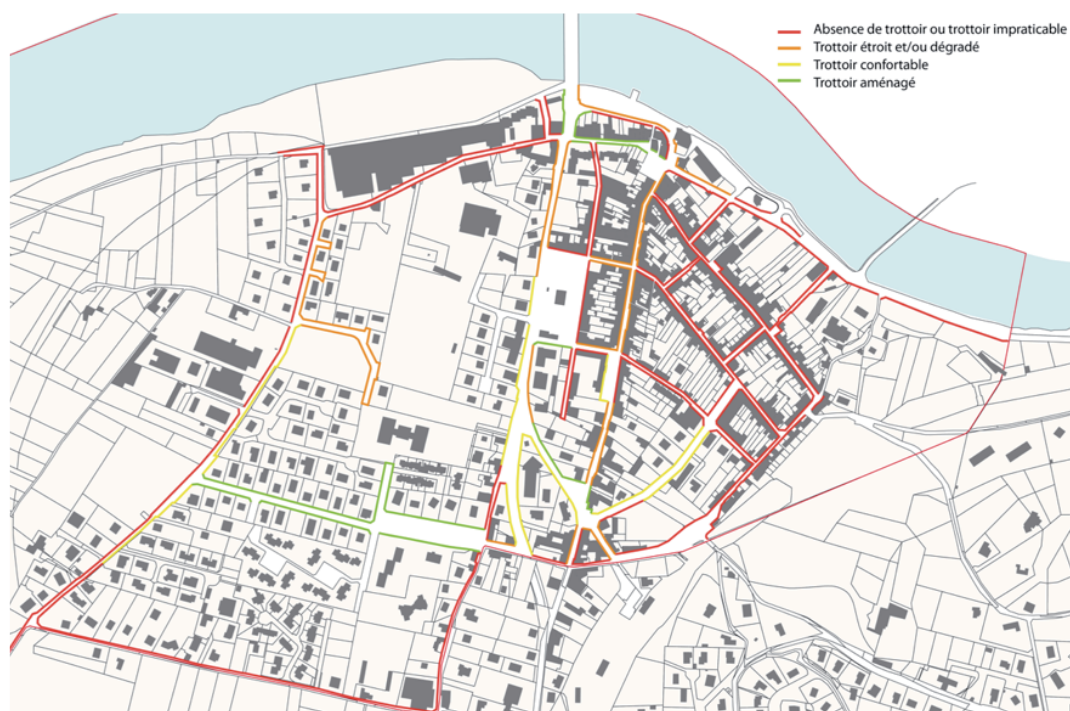 Absence de trottoir ou trottoir impraticable
Trottoir étroit et/ou dégradé
Trottoir confortable
Trottoir aménagé